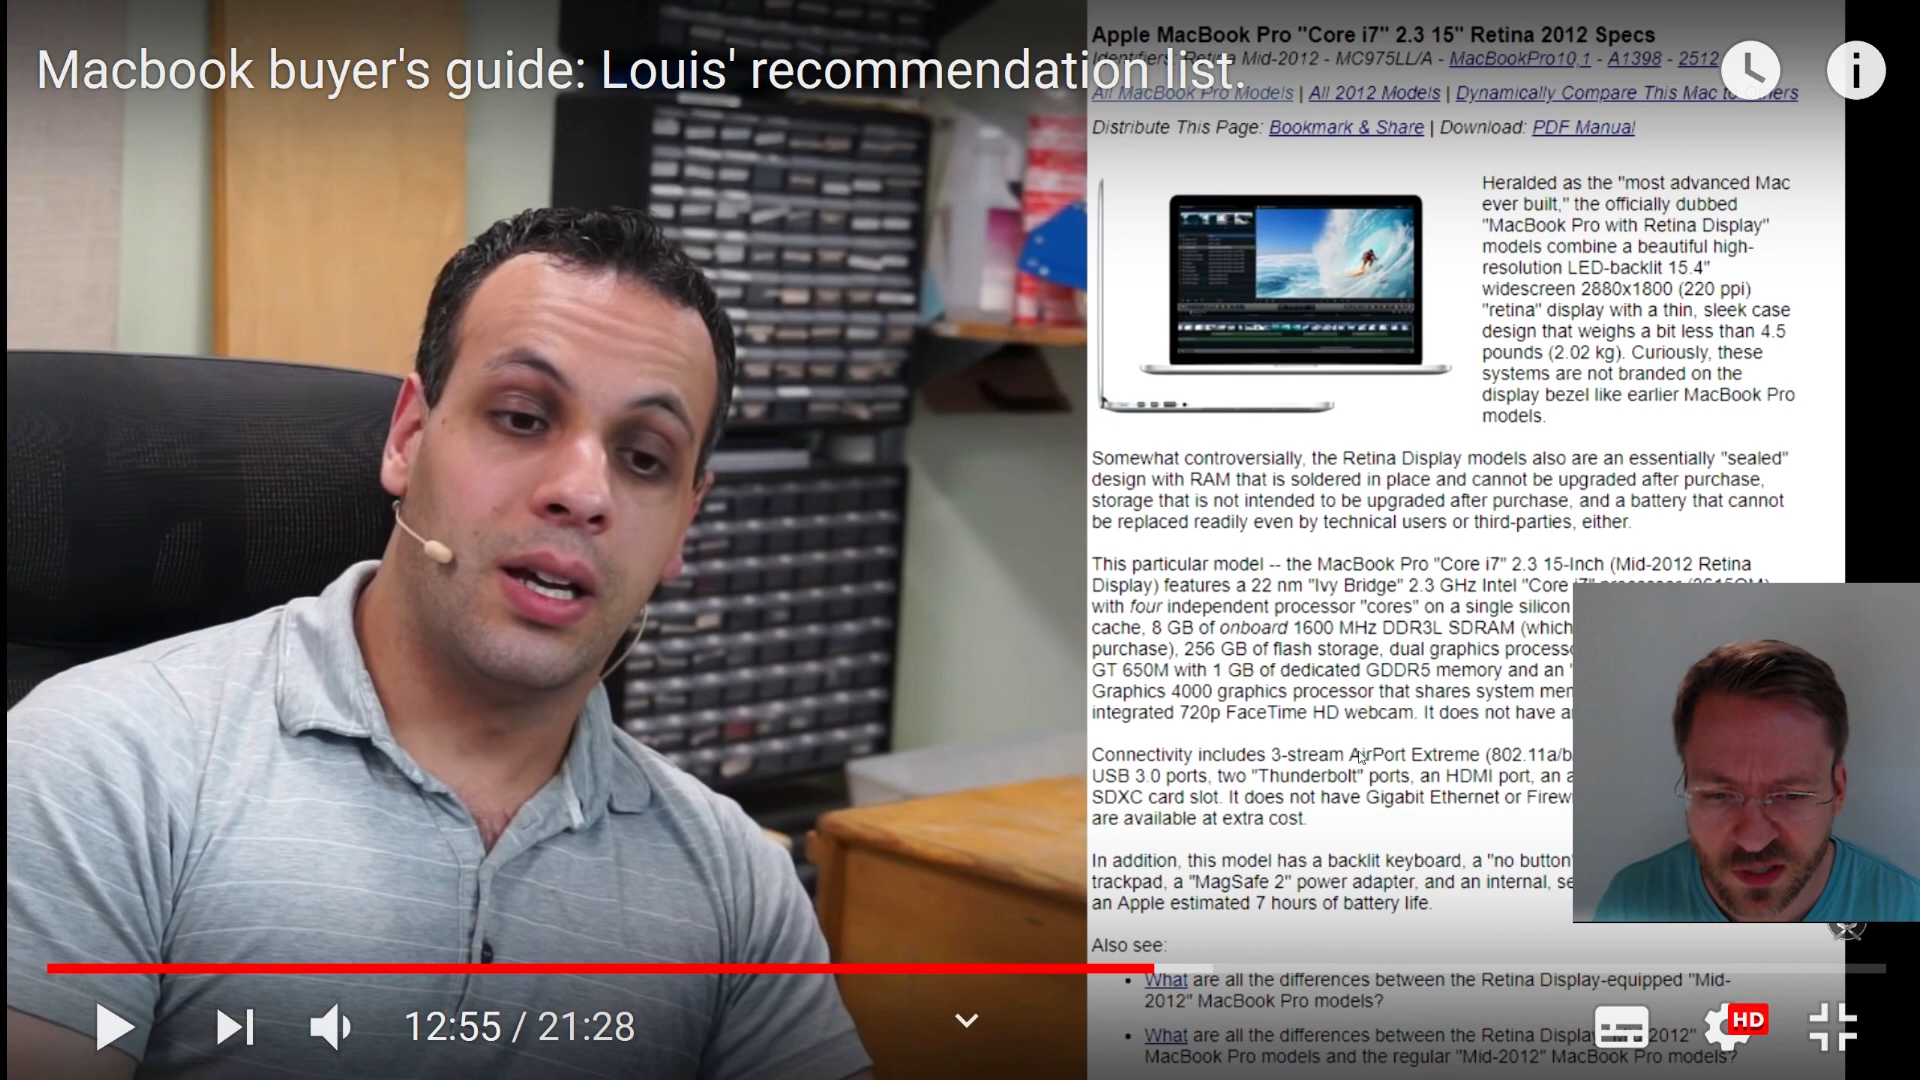 Macbook buyer's guide: Louis' recommendation list.
Apple MacBook Pro "Core i7" 2.3 15" Retina 2012 Specs
Identifiers: Retina Mid-2012 - MC975LL/A - MacBookPro10,1 - A1398 - 2512
All MacBook Pro Models | All 2012 Models | Dynamically Compare This Mac to Others
Distribute This Page: Bookmark & Share | Download: PDF Manual
Heralded as the "most advanced Mac
ever built," the officially dubbed
"MacBook Pro with Retina Display"
models combine a beautiful high-
resolution LED-backlit 15.4"
widescreen 2880x1800 (220 ppi)
"retina" display with a thin, sleek case
design that weighs a bit less than 4.5
pounds (2.02 kg). Curiously, these
systems are not branded on the
display bezel like earlier MacBook Pro
models.
Somewhat controversially, the Retina Display models also are an essentially "sealed"
design with RAM that is soldered in place and cannot be upgraded after purchase,
storage that is not intended to be upgraded after purchase, and a battery that cannot
be replaced readily even by technical users or third-parties, either.
This particular model -- the MacBook Pro "Core i7" 2.3 15-Inch (Mid-2012 Retina
Display) features a 22 nm "Ivy Bridge" 2.3 GHz Intel "Core i7" processor (3615QM)
with four independent processor "cores" on a single silicon
cache, 8 GB of onboard 1600 MHz DDR3L SDRAM (which
purchase), 256 GB of flash storage, dual graphics
GT 650M with 1 GB of dedicated GDDR5 memory and an
Graphics 4000 graphics processor that shares system
integrated 720p FaceTime HD webcam. It does not have
Connectivity includes 3-stream AirPort Extreme (802.11a/b
USB 3.0 ports, two "Thunderbolt" ports, an HDMI port, an
SDXC card slot. It does not have Gigabit Ethernet or
are available at extra cost.
In addition, this model has a backlit keyboard, a "no button"
trackpad, a "MagSafe 2" power adapter, and an internal,
an Apple estimated 7 hours of battery life.
Also see:
• What are all the differences between the Retina Display-equipped "Mid-
2012" MacBook Pro models?
• What are all the differences between the Retina Display "Mid-2012"
MacBook Pro models and the regular "Mid-2012" MacBook Pro models?
12:55 / 21:28
HD